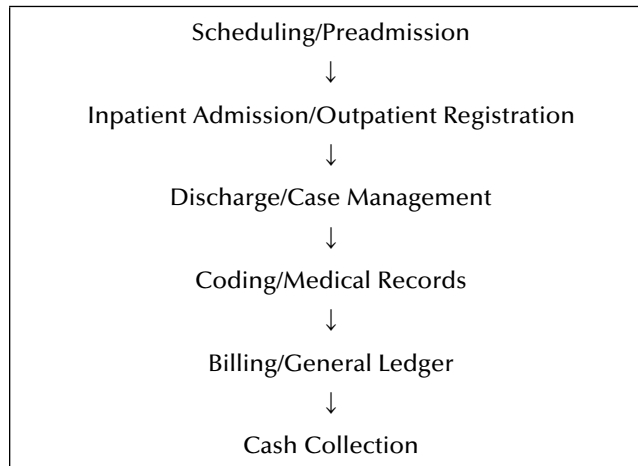 Scheduling/Preadmission
↓
Inpatient Admission/Outpatient Registration
↓
Discharge/Case Management
↓
Coding/Medical Records
↓
Billing/General Ledger
↓
Cash Collection